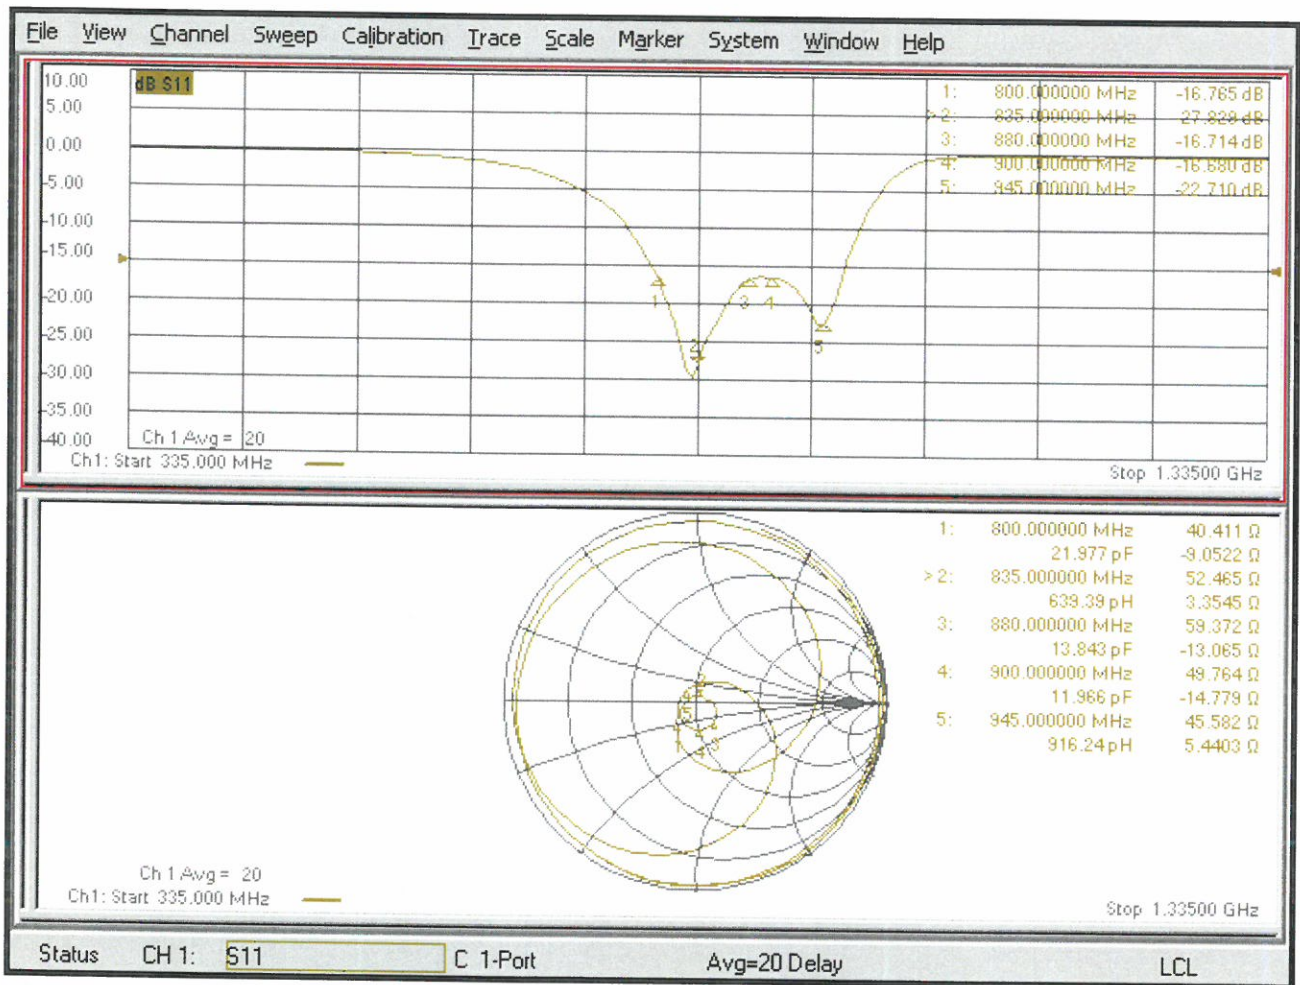 File View Channel Sweep Calibration Trace Scale Marker System Window Help
10.00
5.00
0.00
-5.00
-10.00
-15.00
-20.00
-25.00
-30.00
-35.00
-40.00
dB S11
1: 800.000000 MHz -16.765 dB
>2: 835.000000 MHz -27.829 dB
3: 880.000000 MHz -16.714 dB
4: 900.000000 MHz -16.680 dB
5: 945.000000 MHz -22.710 dB
1
2
3
4
5
Ch 1 Avg = 20
Ch1: Start 335.000 MHz
Stop 1.33500 GHz
1: 800.000000 MHz 40.411 Ω
21.977 pF -9.0522 Ω
>2: 835.000000 MHz 52.465 Ω
639.39 pH 3.3545 Ω
3: 880.000000 MHz 59.372 Ω
13.843 pF -13.065 Ω
4: 900.000000 MHz 49.764 Ω
11.966 pF -14.779 Ω
5: 945.000000 MHz 45.582 Ω
916.24 pH 5.4403 Ω
Ch 1 Avg = 20
Ch1: Start 335.000 MHz
Stop 1.33500 GHz
Status CH 1: S11 C 1-Port Avg=20 Delay LCL